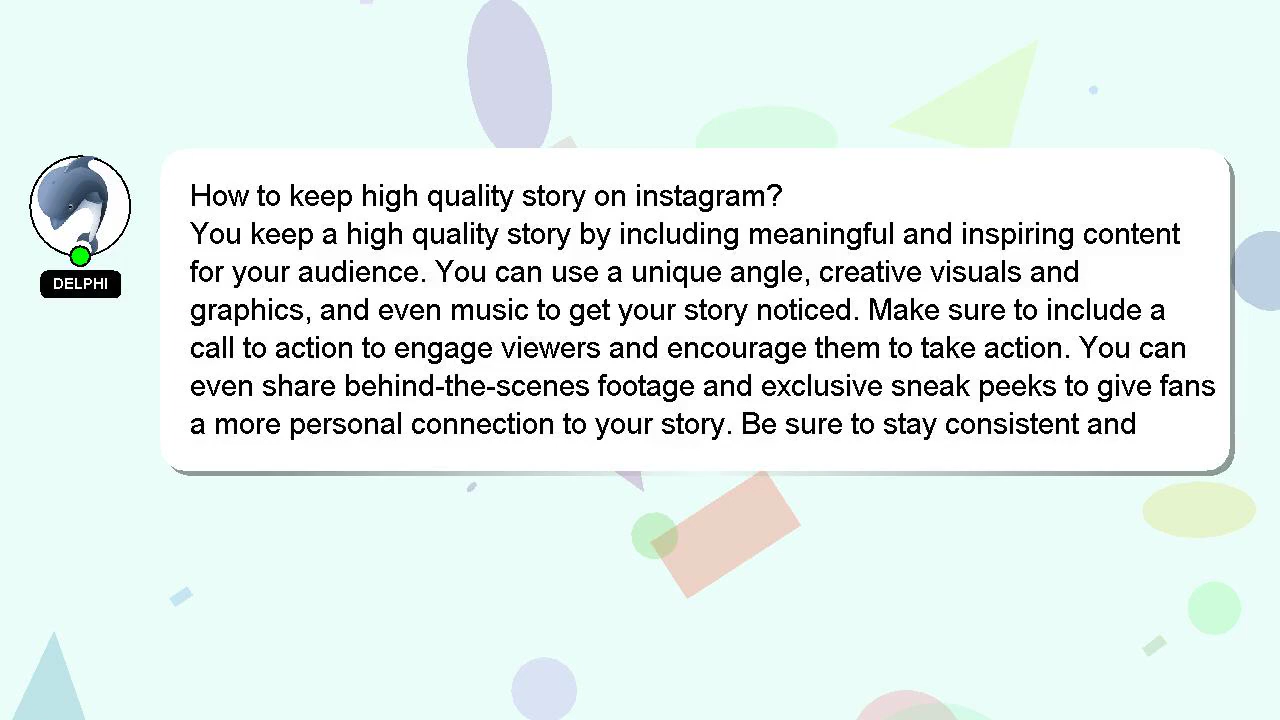 How to keep high quality story on instagram?
You keep a high quality story by including meaningful and inspiring content
for your audience. You can use a unique angle, creative visuals and
graphics, and even music to get your story noticed. Make sure to include a
call to action to engage viewers and encourage them to take action. You can
even share behind-the-scenes footage and exclusive sneak peeks to give fans
a more personal connection to your story. Be sure to stay consistent and
DELPHI